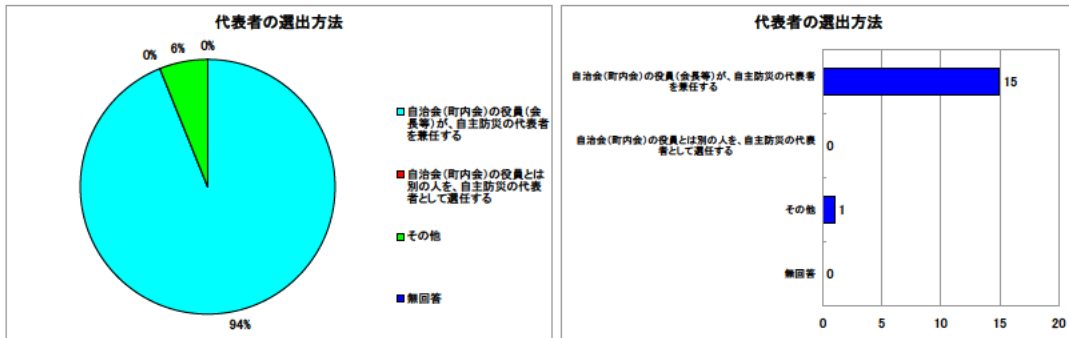 代表者の選出方法
0%
6%
0%
94%
自治会(町内会)の役員(会
長等)が、自主防災の代表者
を兼任する
自治会(町内会)の役員とは
別の人を、自主防災の代表
者として選任する
その他
無回答
代表者の選出方法
自治会(町内会)の役員(会長等)が、自主防災の代表者
を兼任する
15
自治会(町内会)の役員とは別の人を、自主防災の代表
者として選任する
0
その他
1
無回答
0
0
5
10
15
20